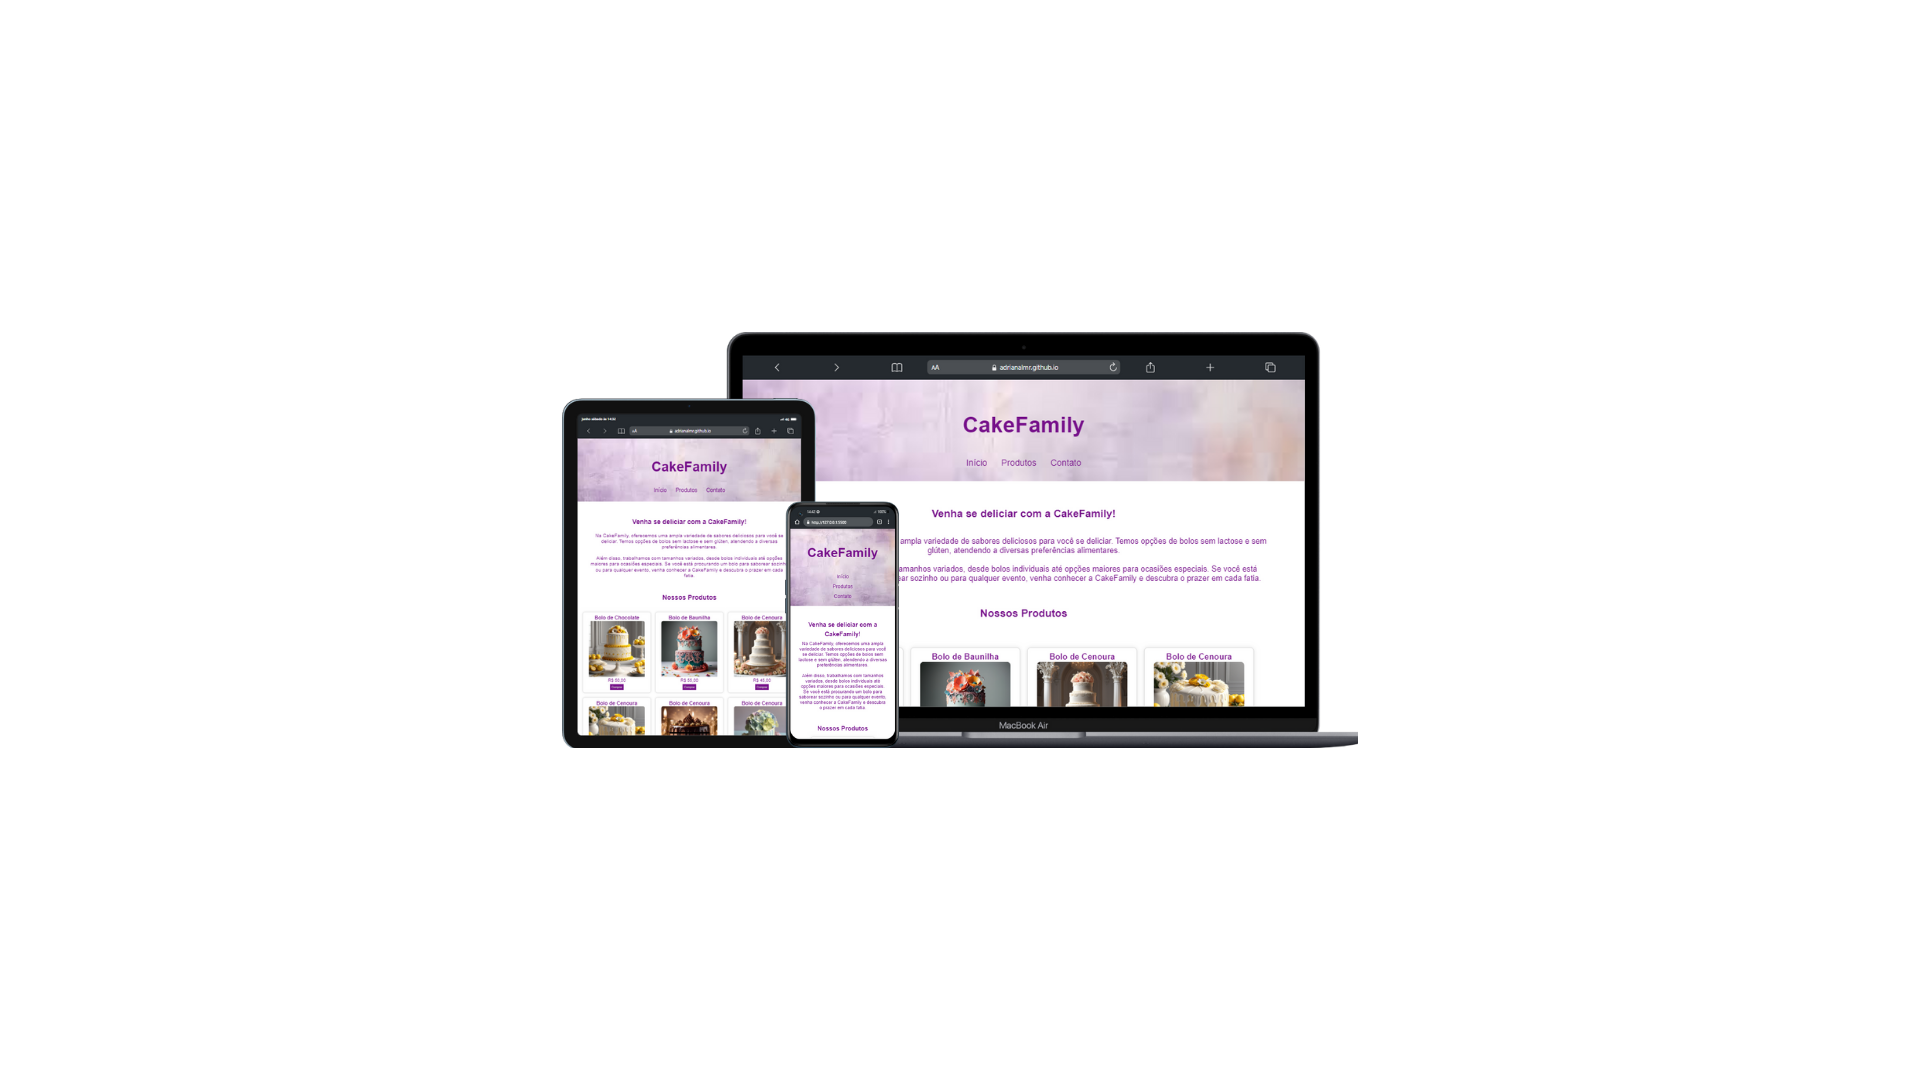 adrianalmr.github.io
CakeFamily
Início Produtos Contato
Venha se deliciar com a CakeFamily!
ampla variedade de sabores deliciosos para você se deliciar. Temos opções de bolos sem lactose e sem
glúten, atendendo a diversas preferências alimentares.
amanhos variados, desde bolos individuais até opções maiores para ocasiões especiais. Se você está
ear sozinho ou para qualquer evento, venha conhecer a CakeFamily e descubra o prazer em cada fatia.
Nossos Produtos
Bolo de Baunilha Bolo de Cenoura Bolo de Cenoura
MacBook Air
adrianalmr.github.io
CakeFamily
Início Produtos Contato
Venha se deliciar com a CakeFamily!
Na CakeFamily, oferecemos uma ampla variedade de sabores deliciosos para você se
deliciar. Temos opções de bolos sem lactose e sem glúten, atendendo a diversas
preferências alimentares.
Além disso, trabalhamos com tamanhos variados, desde bolos individuais até opções
maiores para ocasiões especiais. Se você está procurando um bolo para saborear sozinho
ou para qualquer evento, venha conhecer a CakeFamily e descubra o prazer em cada
fatia.
Nossos Produtos
Bolo de Chocolate Bolo de Baunilha Bolo de Cenoura
Bolo de Cenoura Bolo de Cenoura Bolo de Cenoura
CakeFamily
Início
Produtos
Contato
Venha se deliciar com a
CakeFamily!
Na CakeFamily, oferecemos uma ampla
variedade de sabores deliciosos para você
se deliciar. Temos opções de bolos sem
lactose e sem glúten, atendendo a diversas
preferências alimentares.
Além disso, trabalhamos com tamanhos
variados, desde bolos individuais até
opções maiores para ocasiões especiais.
Se você está procurando um bolo para
saborear sozinho ou para qualquer evento,
venha conhecer a CakeFamily e descubra
o prazer em cada fatia.
Nossos Produtos